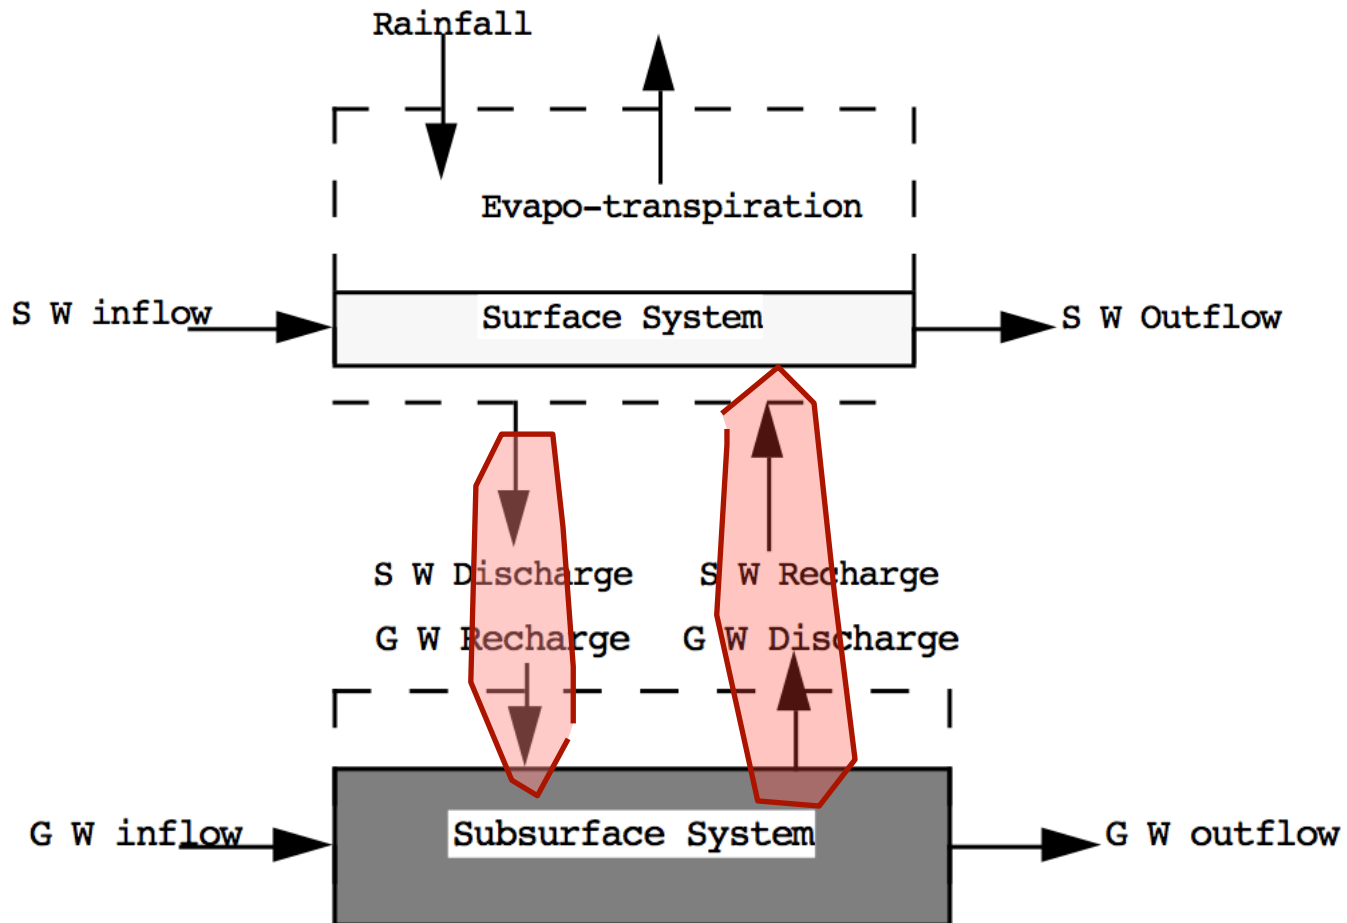 Rainfall
Evapo-transpiration
S W inflow
Surface System
S W Outflow
S W Discharge
S W Recharge
G W Recharge
G W Discharge
G W inflow
Subsurface System
G W outflow